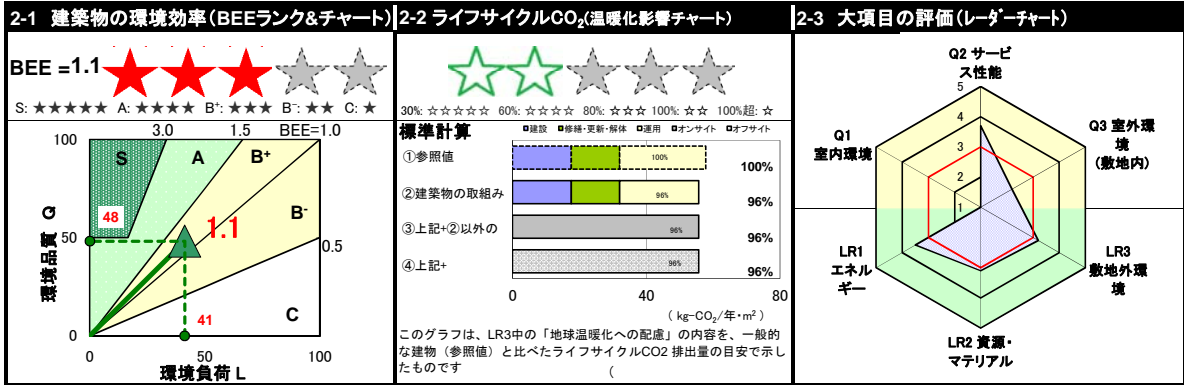 2-1 建築物の環境効率(BEEランク&チャート)
BEE =1.1
S: ★★★★★ A: ★★★★ B+: ★★★ B-: ★★ C: ★
3.0 1.5 BEE=1.0
100
S
A
B+
B-
48
1.1
50
0.5
環境品質 Q
C
41
0
0 50 100
環境負荷 L
2-2 ライフサイクルCO2(温暖化影響チャート)
30%: ☆☆☆☆☆ 60%: ☆☆☆☆ 80%: ☆☆☆ 100%: ☆☆ 100%超: ☆
標準計算
建設 修繕・更新・解体 運用 オンサイト オフサイト
①参照値 100% 100%
②建築物の取組み 96% 96%
③上記+②以外の 96% 96%
④上記+ 96% 96%
0 40 80
( kg-CO2/年・m2 )
このグラフは、LR3中の「地球温暖化への配慮」の内容を、一般的
な建物(参照値)と比べたライフサイクルCO2 排出量の目安で示し
たものです (
2-3 大項目の評価(レーダーチャート)
Q2 サービ
ス性能
5
4
3
2
1
Q1
室内環境
Q3 室外環
境
(敷地内)
LR1
エネル
ギー
LR3
敷地外環
境
LR2 資源・
マテリアル